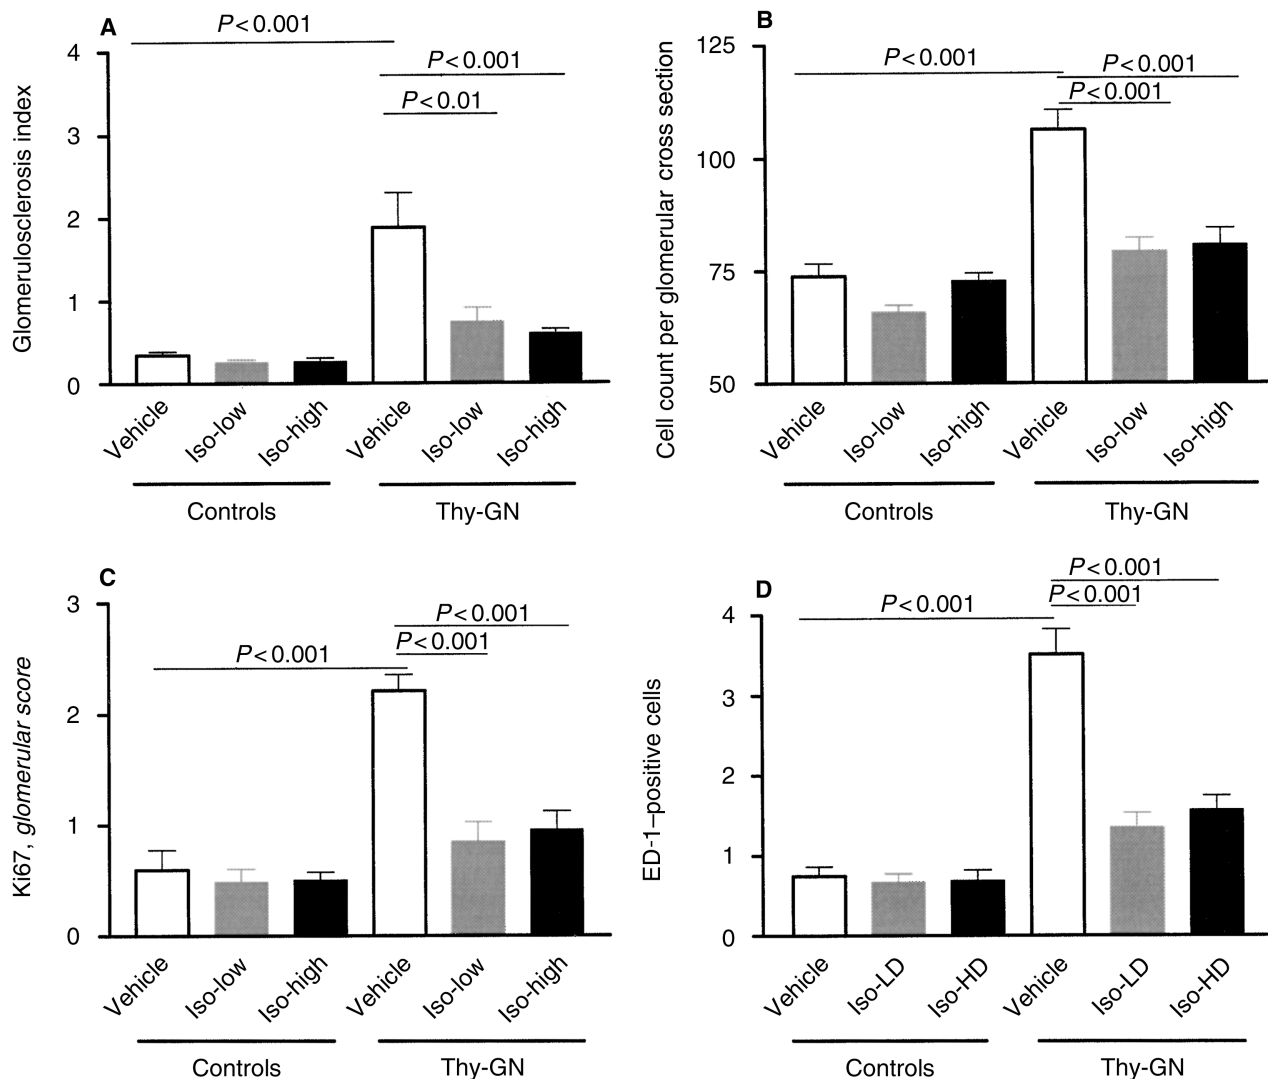 A
P<0.001
P<0.001
P<0.01
Glomerulosclerosis index
4
3
2
1
0
Vehicle
Iso-low
Iso-high
Vehicle
Iso-low
Iso-high
Controls
Thy-GN
B
P<0.001
P<0.001
P<0.001
Cell count per glomerular cross section
125
100
75
50
Vehicle
Iso-low
Iso-high
Vehicle
Iso-low
Iso-high
Controls
Thy-GN
C
P<0.001
P<0.001
P<0.001
Ki67, glomerular score
3
2
1
0
Vehicle
Iso-low
Iso-high
Vehicle
Iso-low
Iso-high
Controls
Thy-GN
D
P<0.001
P<0.001
P<0.001
ED-1–positive cells
4
3
2
1
0
Vehicle
Iso-LD
Iso-HD
Vehicle
Iso-LD
Iso-HD
Controls
Thy-GN